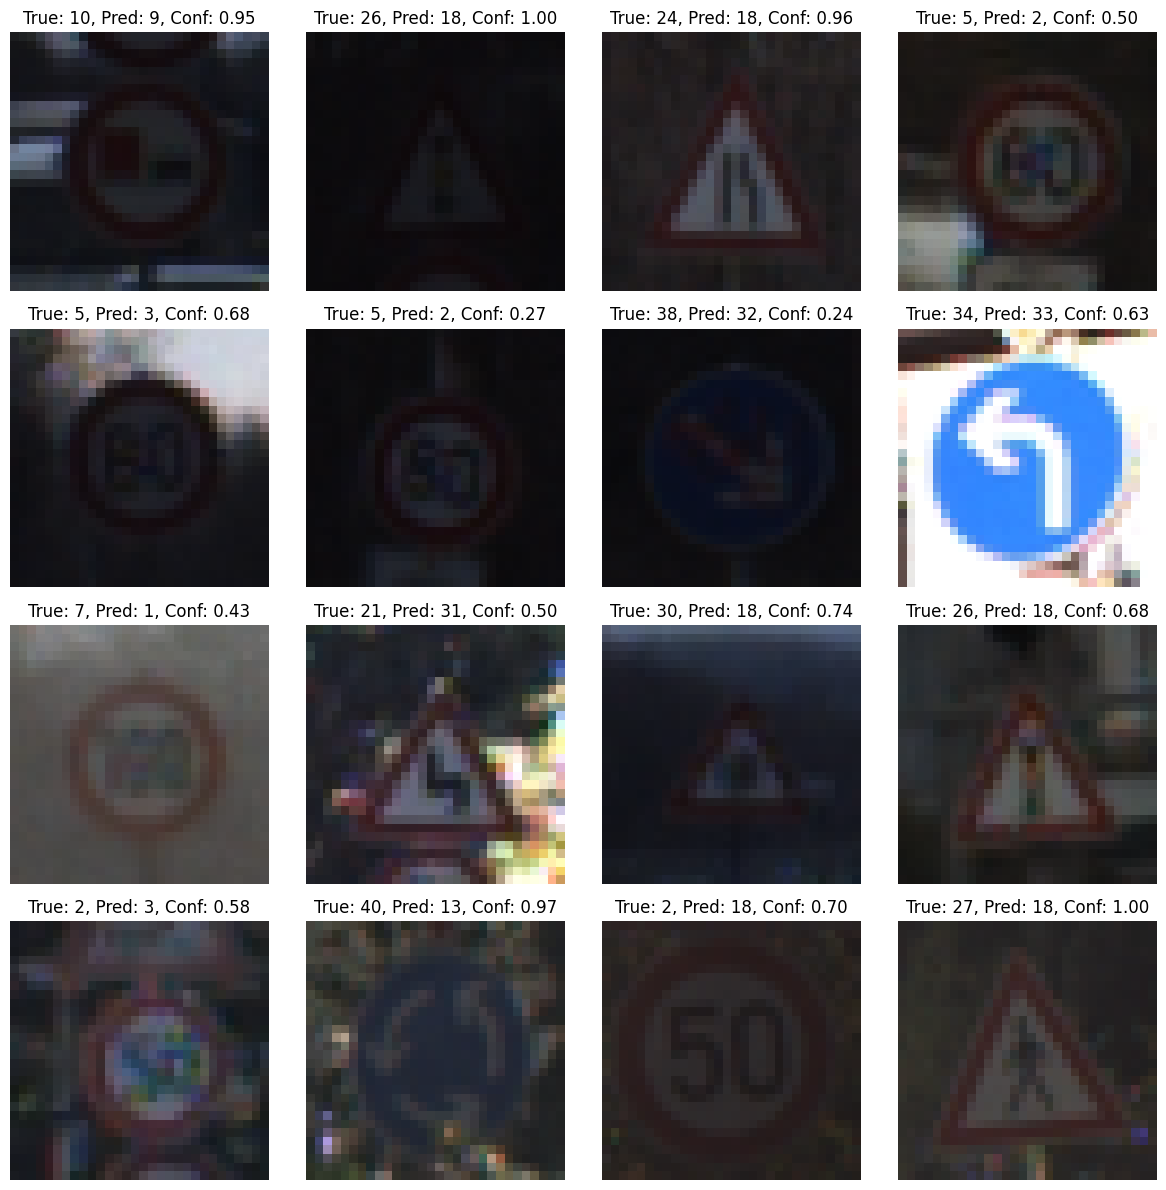 True: 10, Pred: 9, Conf: 0.95
True: 26, Pred: 18, Conf: 1.00
True: 24, Pred: 18, Conf: 0.96
True: 5, Pred: 2, Conf: 0.50
True: 5, Pred: 3, Conf: 0.68
80
True: 5, Pred: 2, Conf: 0.27
True: 38, Pred: 32, Conf: 0.24
True: 34, Pred: 33, Conf: 0.63
True: 7, Pred: 1, Conf: 0.43
True: 21, Pred: 31, Conf: 0.50
True: 30, Pred: 18, Conf: 0.74
True: 26, Pred: 18, Conf: 0.68
True: 2, Pred: 3, Conf: 0.58
True: 40, Pred: 13, Conf: 0.97
True: 2, Pred: 18, Conf: 0.70
50
True: 27, Pred: 18, Conf: 1.00